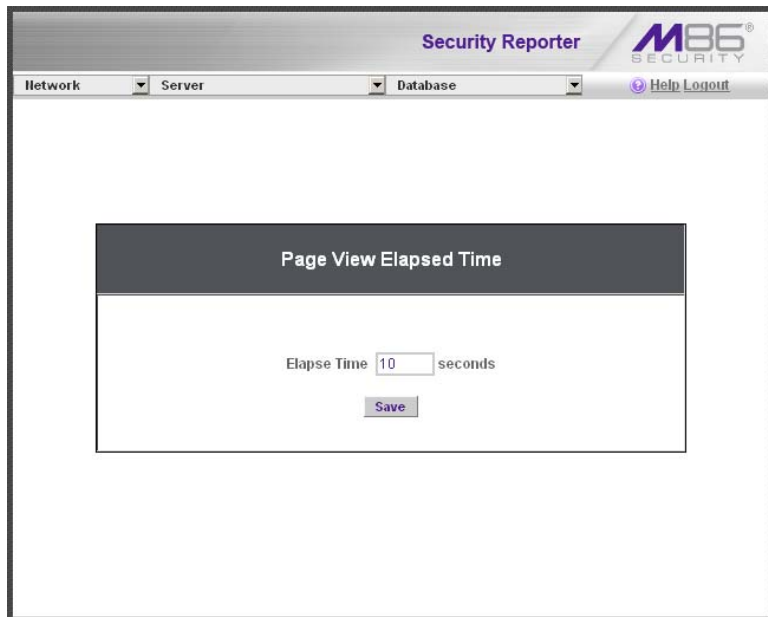 Security Reporter
M86®
SECURITY
Network Server Database Help Logout
Page View Elapsed Time
Elapse Time 10 seconds
Save